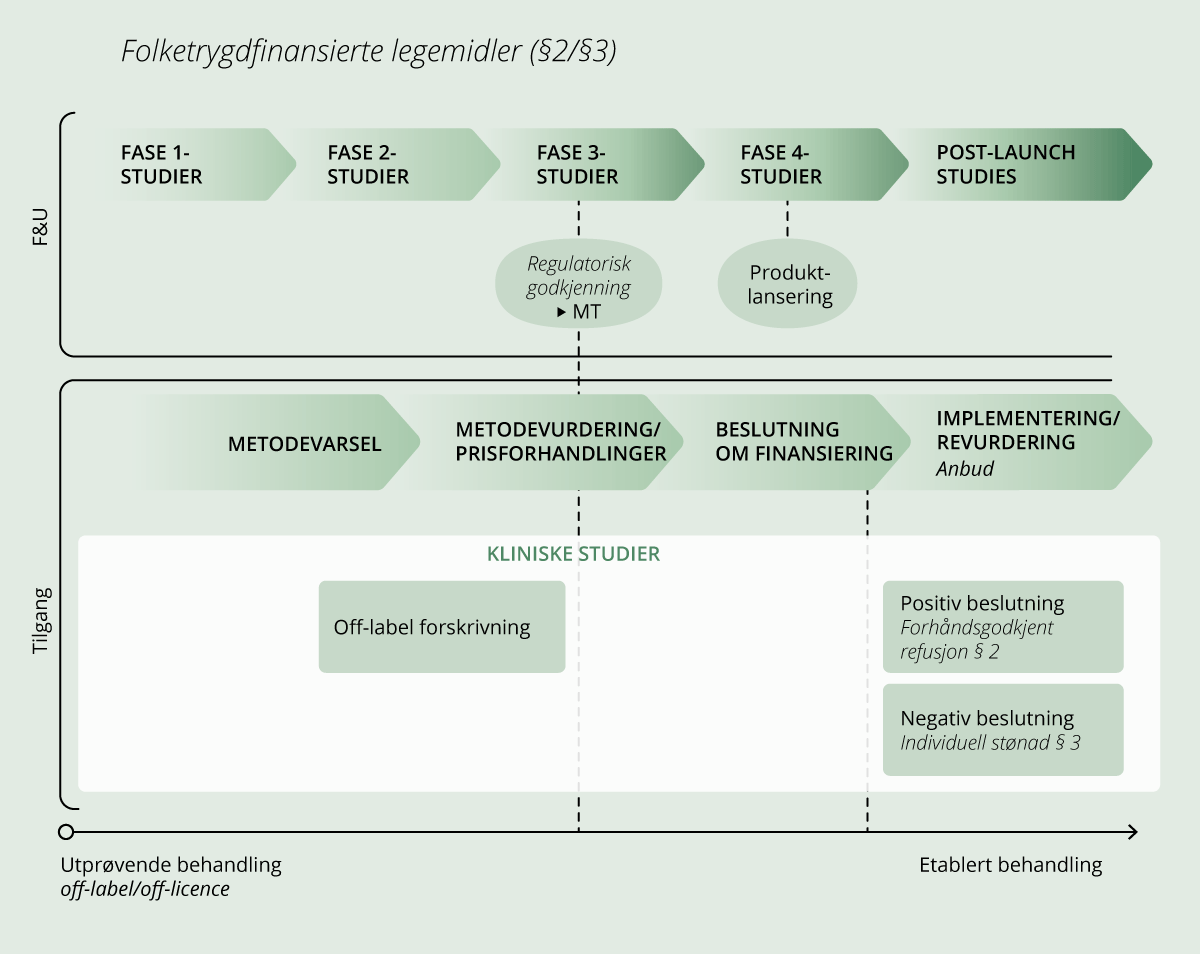 Folketrygdfinansierte legemidler (§2/§3)
F&U
FASE 1-
STUDIER
FASE 2-
STUDIER
FASE 3-
STUDIER
FASE 4-
STUDIER
POST-LAUNCH
STUDIES
Regulatorisk
godkjenning
▸ MT
Produkt-
lansering
Tilgang
METODEVARSEL
METODEVURDERING/
PRISFORHANDLINGER
BESLUTNING
OM FINANSIERING
IMPLEMENTERING/
REVURDERING
Anbud
KLINISKE STUDIER
Off-label forskrivning
Positiv beslutning
Forhåndsgodkjent
refusjon § 2
Negativ beslutning
Individuell stønad § 3
Utprøvende behandling
off-label/off-licence
Etablert behandling